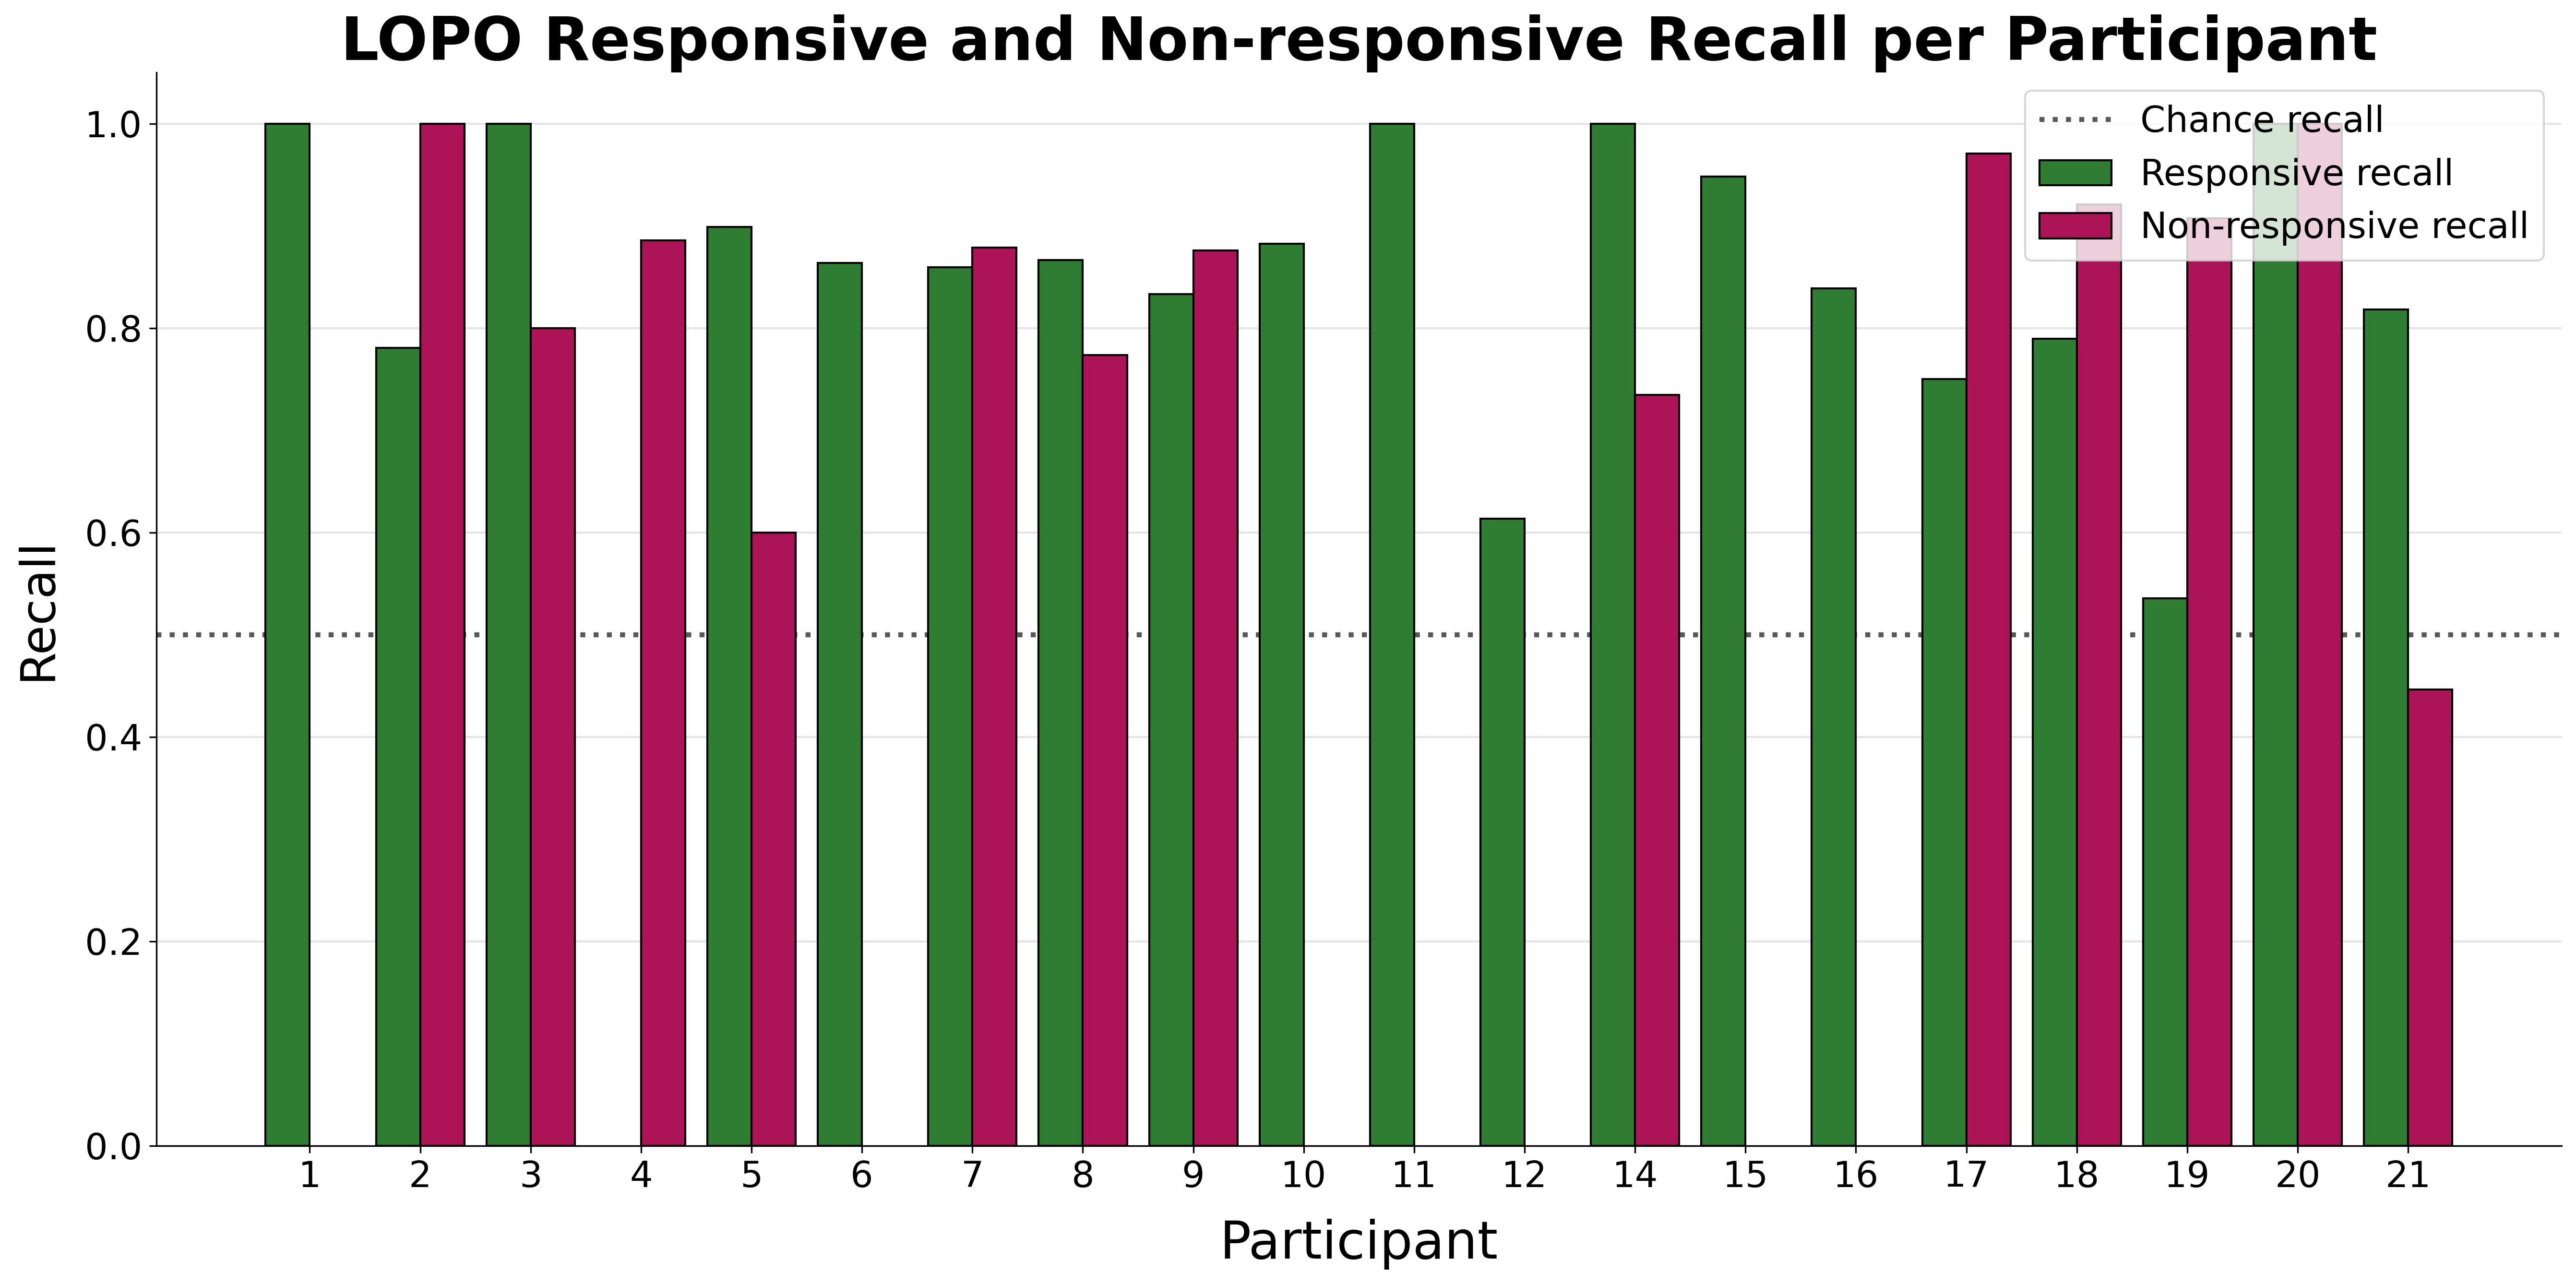 LOPO Responsive and Non-responsive Recall per Participant
Chance recall
Responsive recall
Non-responsive recall
Recall
1.0
0.8
0.6
0.4
0.2
0.0
1 2 3 4 5 6 7 8 9 10 11 12 14 15 16 17 18 19 20 21
Participant